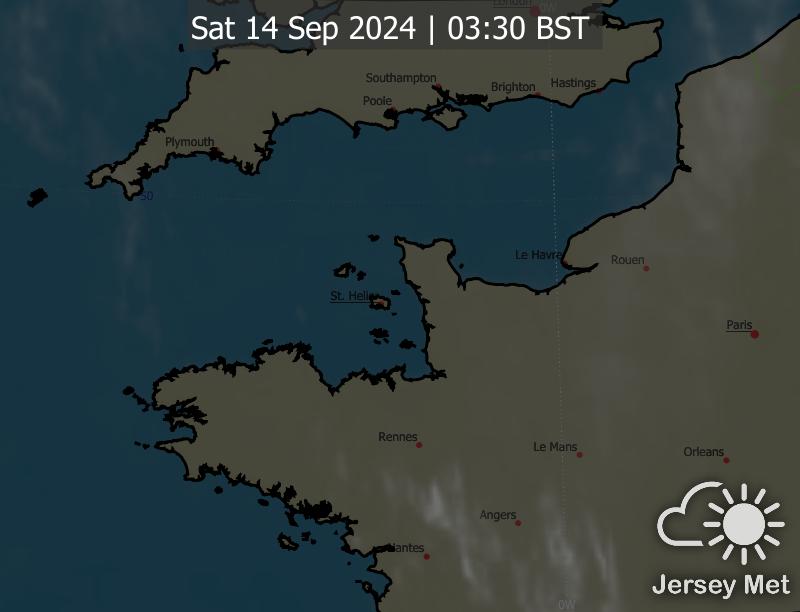 London
0W
Sat 14 Sep 2024 | 03:30 BST
Southampton
Brighton
Hastings
Poole
Plymouth
50
Le Havre
Rouen
St. Helier
Paris
Rennes
Le Mans
Orleans
Angers
Nantes
Jersey Met
0W